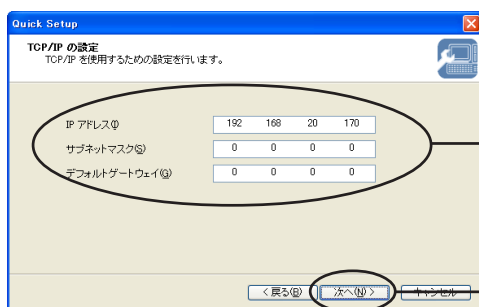 Quick Setup
TCP/IP の設定
TCP/IP を使用するための設定を行います。
IP アドレス(I) 192 168 20 170
サブネットマスク(S) 0 0 0 0
デフォルトゲートウェイ(G) 0 0 0 0
< 戻る(B) 次へ(N) > キャンセル